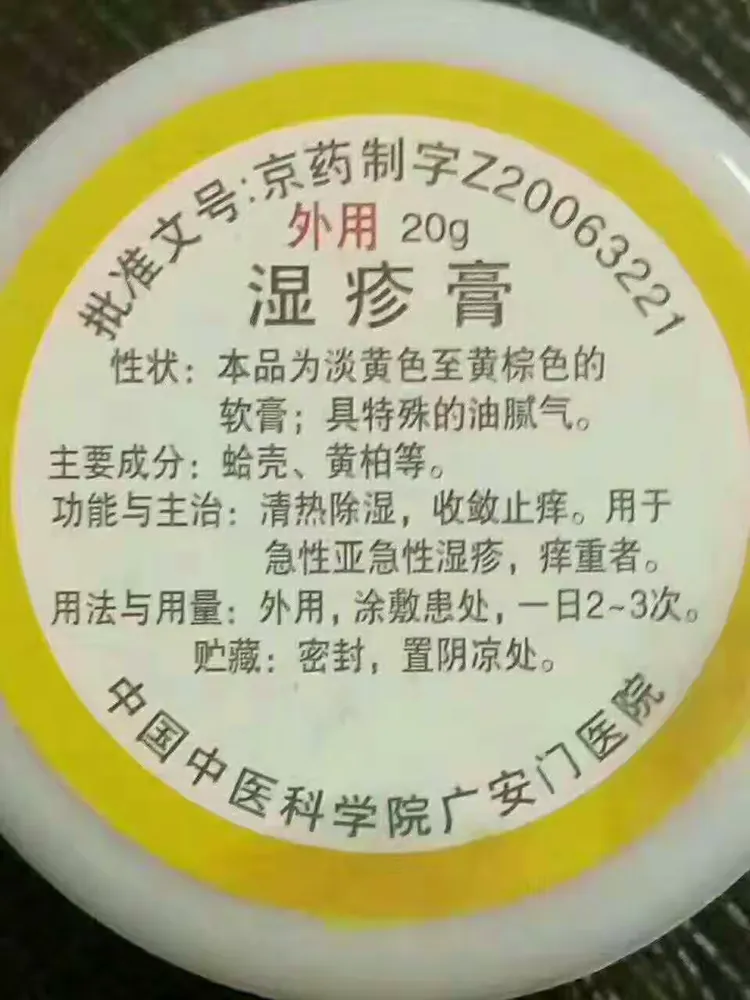 批准文号:京药制字Z20063221
外用 20g
湿疹膏
性状：本品为淡黄色至黄棕色的
软膏；具特殊的油腻气。
主要成分：蛤壳、黄柏等。
功能与主治：清热除湿，收敛止痒。用于
急性亚急性湿疹，痒重者。
用法与用量：外用，涂敷患处，一日2~3次。
贮藏：密封，置阴凉处。
中国中医科学院广安门医院